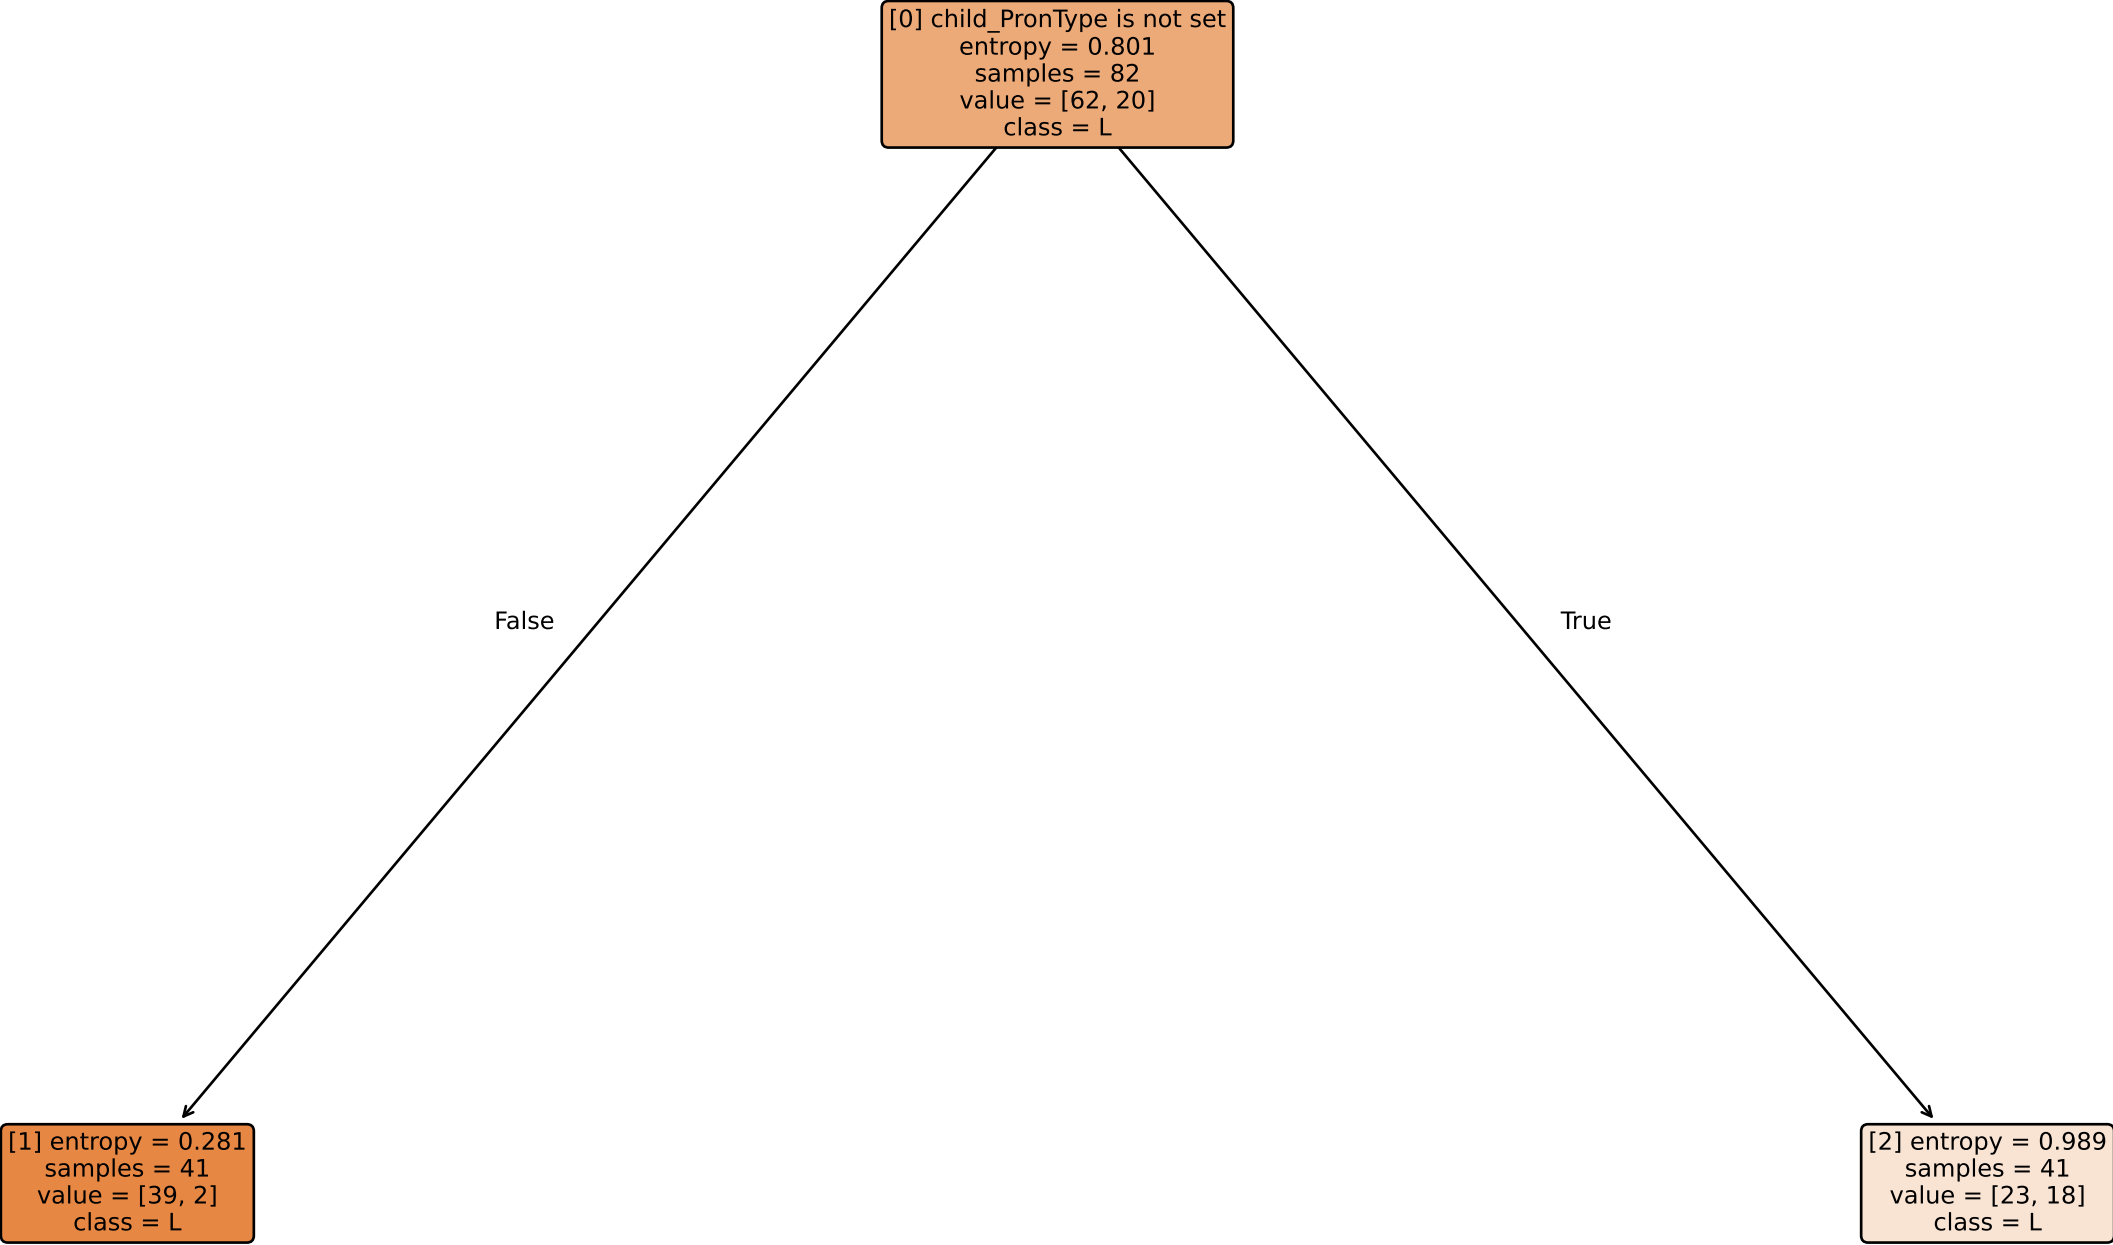 [0] child_PronType is not set
entropy = 0.801
samples = 82
value = [62, 20]
class = L
False
True
[1] entropy = 0.281
samples = 41
value = [39, 2]
class = L
[2] entropy = 0.989
samples = 41
value = [23, 18]
class = L